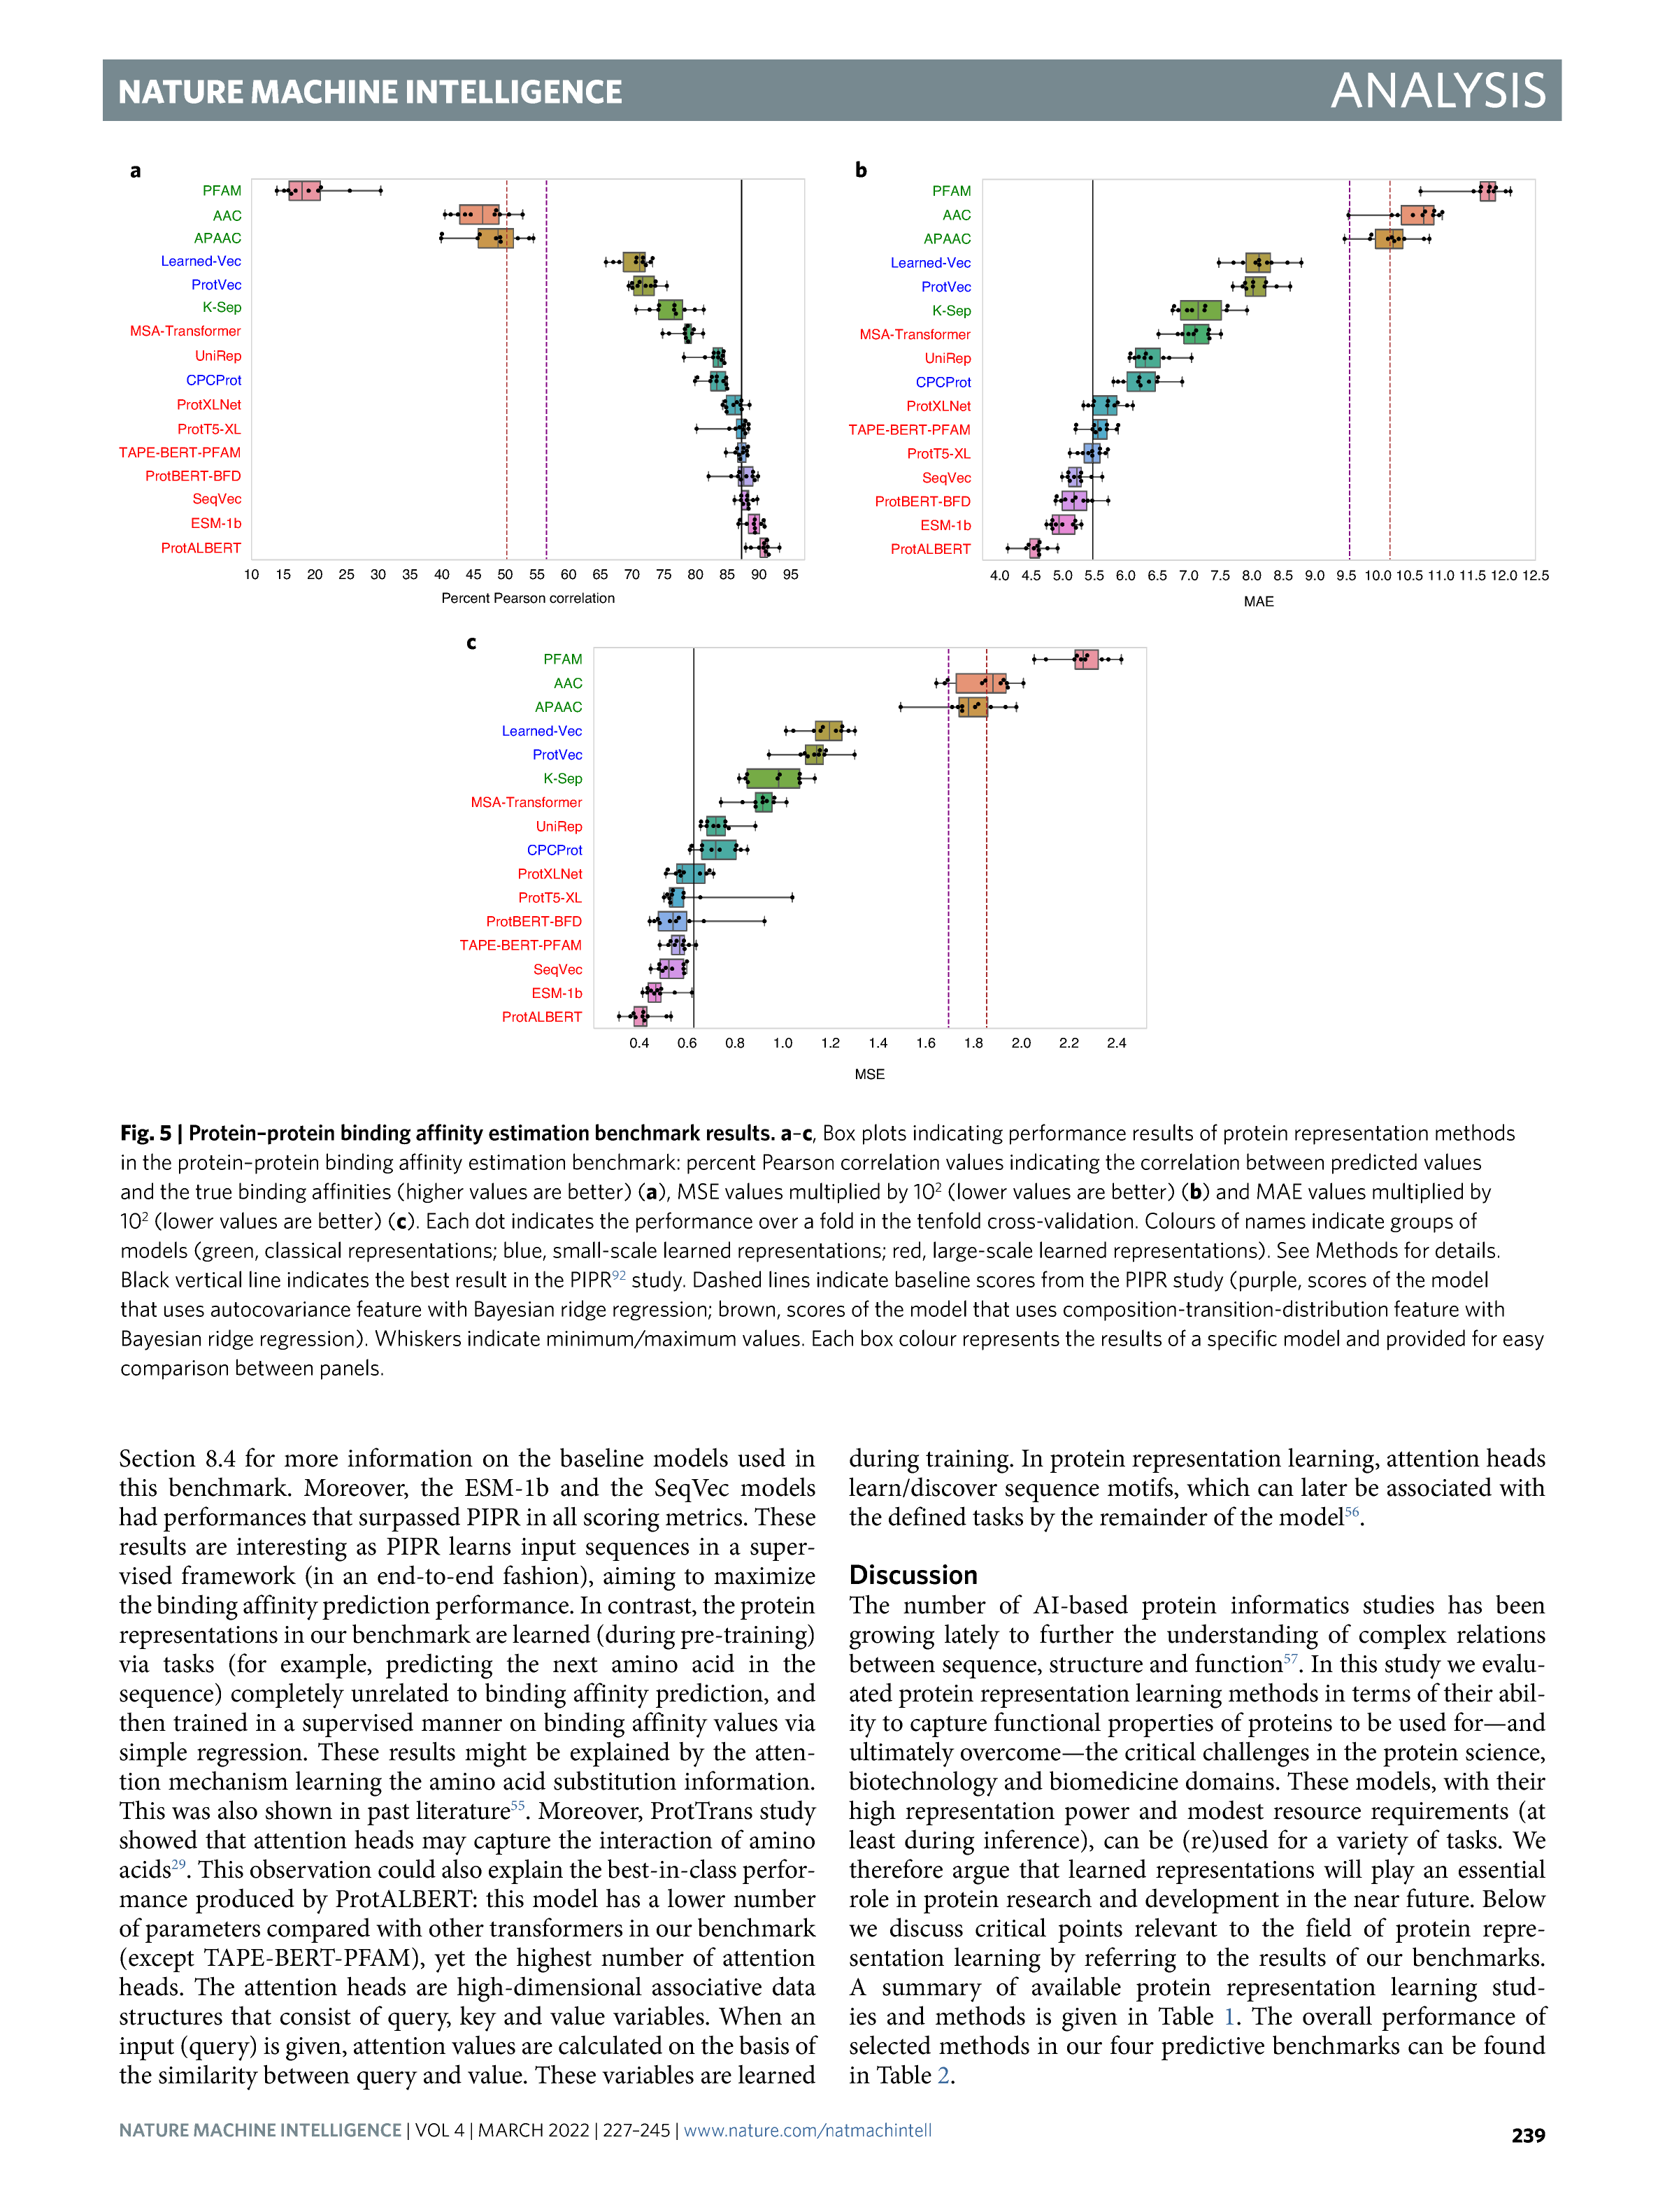 NATURE MACHINE INTELLIGENCE
ANALYSIS
a
PFAM
AAC
APAAC
Learned-Vec
ProtVec
K-Sep
MSA-Transformer
UniRep
CPCProt
ProtXLNet
ProtT5-XL
TAPE-BERT-PFAM
ProtBERT-BFD
SeqVec
ESM-1b
ProtALBERT
10 15 20 25 30 35 40 45 50 55 60 65 70 75 80 85 90 95
Percent Pearson correlation
b
PFAM
AAC
APAAC
Learned-Vec
ProtVec
K-Sep
MSA-Transformer
UniRep
CPCProt
ProtXLNet
TAPE-BERT-PFAM
ProtT5-XL
SeqVec
ProtBERT-BFD
ESM-1b
ProtALBERT
4.0 4.5 5.0 5.5 6.0 6.5 7.0 7.5 8.0 8.5 9.0 9.5 10.0 10.5 11.0 11.5 12.0 12.5
MAE
c
PFAM
AAC
APAAC
Learned-Vec
ProtVec
K-Sep
MSA-Transformer
UniRep
CPCProt
ProtXLNet
ProtT5-XL
ProtBERT-BFD
TAPE-BERT-PFAM
SeqVec
ESM-1b
ProtALBERT
0.4 0.6 0.8 1.0 1.2 1.4 1.6 1.8 2.0 2.2 2.4
MSE
Fig. 5 | Protein–protein binding affinity estimation benchmark results. a–c, Box plots indicating performance results of protein representation methods
in the protein–protein binding affinity estimation benchmark: percent Pearson correlation values indicating the correlation between predicted values
and the true binding affinities (higher values are better) (a), MSE values multiplied by 10² (lower values are better) (b) and MAE values multiplied by
10² (lower values are better) (c). Each dot indicates the performance over a fold in the tenfold cross-validation. Colours of names indicate groups of
models (green, classical representations; blue, small-scale learned representations; red, large-scale learned representations). See Methods for details.
Black vertical line indicates the best result in the PIPR⁹² study. Dashed lines indicate baseline scores from the PIPR study (purple, scores of the model
that uses autocovariance feature with Bayesian ridge regression; brown, scores of the model that uses composition-transition-distribution feature with
Bayesian ridge regression). Whiskers indicate minimum/maximum values. Each box colour represents the results of a specific model and provided for easy
comparison between panels.
Section 8.4 for more information on the baseline models used in
this benchmark. Moreover, the ESM-1b and the SeqVec models
had performances that surpassed PIPR in all scoring metrics. These
results are interesting as PIPR learns input sequences in a super-
vised framework (in an end-to-end fashion), aiming to maximize
the binding affinity prediction performance. In contrast, the protein
representations in our benchmark are learned (during pre-training)
via tasks (for example, predicting the next amino acid in the
sequence) completely unrelated to binding affinity prediction, and
then trained in a supervised manner on binding affinity values via
simple regression. These results might be explained by the atten-
tion mechanism learning the amino acid substitution information.
This was also shown in past literature⁵⁵. Moreover, ProtTrans study
showed that attention heads may capture the interaction of amino
acids²⁹. This observation could also explain the best-in-class perfor-
mance produced by ProtALBERT: this model has a lower number
of parameters compared with other transformers in our benchmark
(except TAPE-BERT-PFAM), yet the highest number of attention
heads. The attention heads are high-dimensional associative data
structures that consist of query, key and value variables. When an
input (query) is given, attention values are calculated on the basis of
the similarity between query and value. These variables are learned
during training. In protein representation learning, attention heads
learn/discover sequence motifs, which can later be associated with
the defined tasks by the remainder of the model⁵⁶.
Discussion
The number of AI-based protein informatics studies has been
growing lately to further the understanding of complex relations
between sequence, structure and function⁵⁷. In this study we evalu-
ated protein representation learning methods in terms of their abil-
ity to capture functional properties of proteins to be used for—and
ultimately overcome—the critical challenges in the protein science,
biotechnology and biomedicine domains. These models, with their
high representation power and modest resource requirements (at
least during inference), can be (re)used for a variety of tasks. We
therefore argue that learned representations will play an essential
role in protein research and development in the near future. Below
we discuss critical points relevant to the field of protein repre-
sentation learning by referring to the results of our benchmarks.
A summary of available protein representation learning stud-
ies and methods is given in Table 1. The overall performance of
selected methods in our four predictive benchmarks can be found
in Table 2.
NATURE MACHINE INTELLIGENCE | VOL 4 | MARCH 2022 | 227–245 | www.nature.com/natmachintell
239